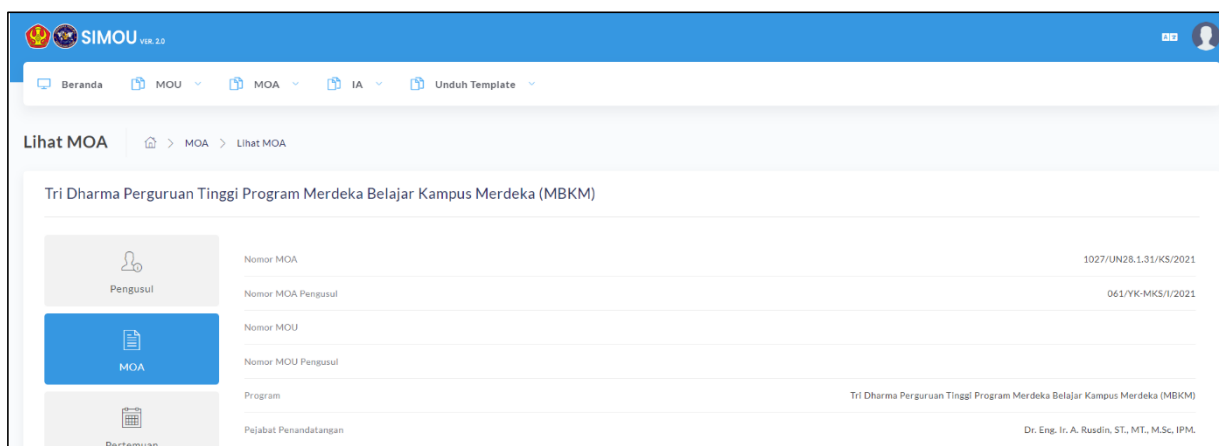 SIMOU VER. 2.0
Beranda MOU MOA IA Unduh Template
Lihat MOA > MOA > Lihat MOA
Tri Dharma Perguruan Tinggi Program Merdeka Belajar Kampus Merdeka (MBKM)
Pengusul
MOA
Pertemuan
Nomor MOA 1027/UN28.1.31/KS/2021
Nomor MOA Pengusul 061/YK-MKS/I/2021
Nomor MOU
Nomor MOU Pengusul
Program Tri Dharma Perguruan Tinggi Program Merdeka Belajar Kampus Merdeka (MBKM)
Pejabat Penandatangan Dr. Eng. Ir. A. Rusdin, ST., MT., M.Sc, IPM.